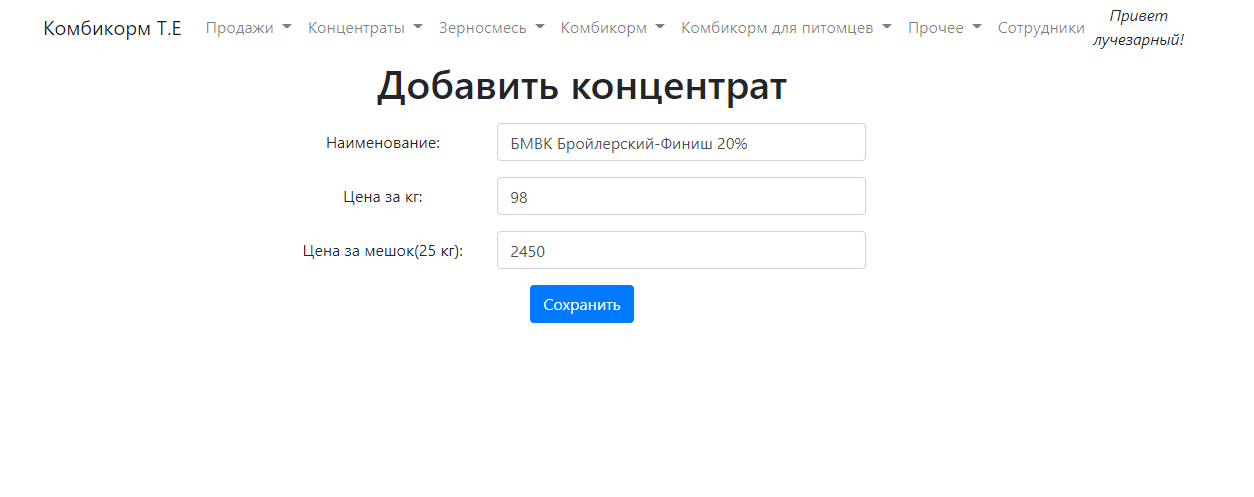 Комбикорм Т.Е Продажи Концентраты Зерносмесь Комбикорм Комбикорм для питомцев Прочее Сотрудники Привет
лучезарный!
Добавить концентрат
Наименование: БМВК Бройлерский-Финиш 20%
Цена за кг: 98
Цена за мешок(25 кг): 2450
Сохранить